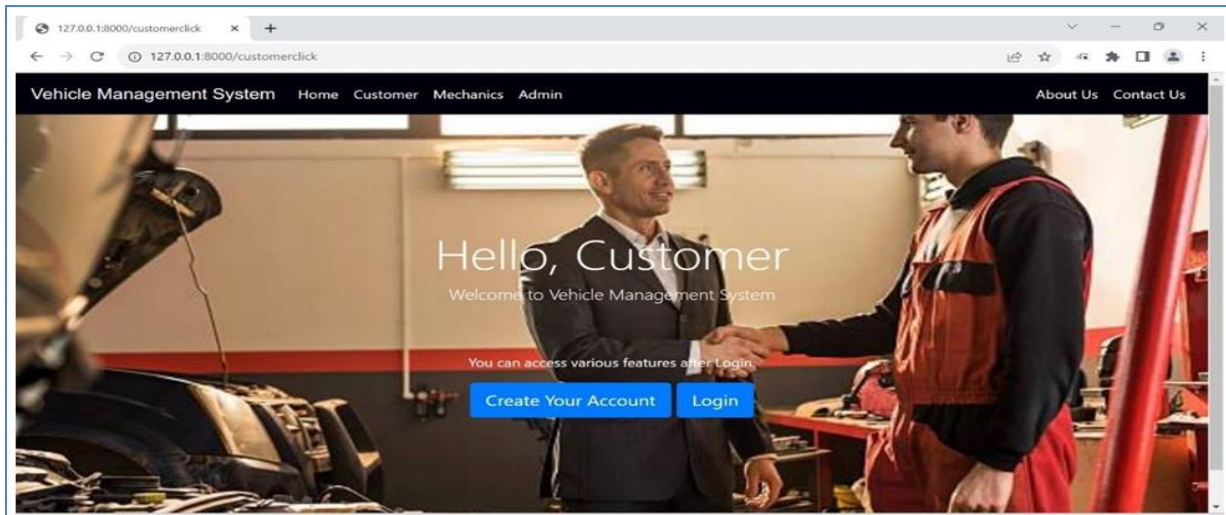 127.0.0.1:8000/customerclick
127.0.0.1:8000/customerclick
Vehicle Management System Home Customer Mechanics Admin About Us Contact Us
Hello, Customer
Welcome to Vehicle Management System
You can access various features after Login.
Create Your Account Login